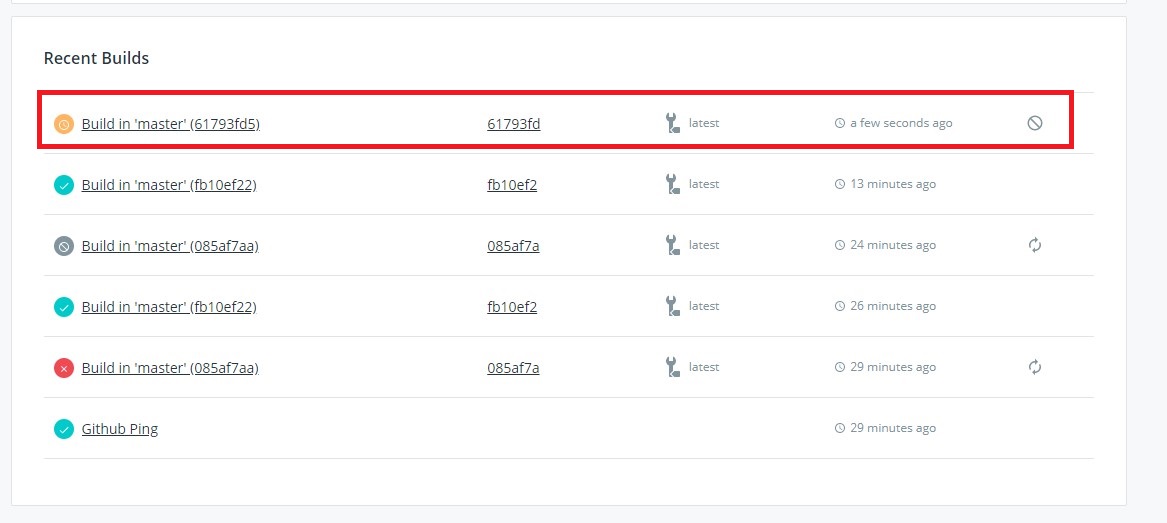 Recent Builds
Build in 'master' (61793fd5) 61793fd latest a few seconds ago
Build in 'master' (fb10ef22) fb10ef2 latest 13 minutes ago
Build in 'master' (085af7aa) 085af7a latest 24 minutes ago
Build in 'master' (fb10ef22) fb10ef2 latest 26 minutes ago
Build in 'master' (085af7aa) 085af7a latest 29 minutes ago
Github Ping 29 minutes ago